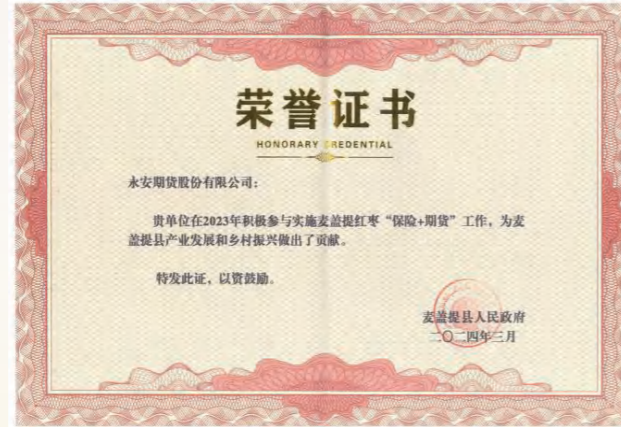 荣誉证书
HONORARY CREDENTIAL
永安期货股份有限公司：
贵单位在2023年积极参与实施麦盖提红枣“保险+期货”工作，为麦
盖提县产业发展和乡村振兴做出了贡献。
特发此证，以资鼓励。
麦盖提县人民政府
二〇二四年三月